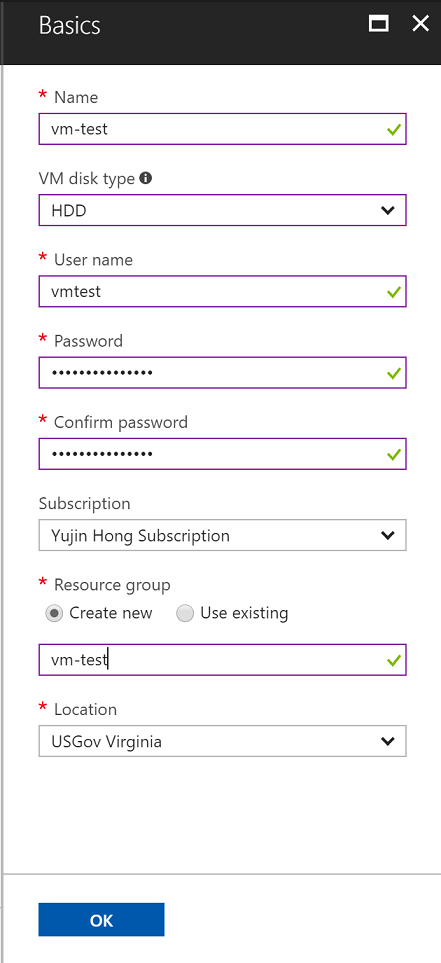 Basics
* Name
vm-test
VM disk type
HDD
* User name
vmtest
* Password
•••••••••••••••
* Confirm password
•••••••••••••••
Subscription
Yujin Hong Subscription
* Resource group
Create new Use existing
vm-test
* Location
USGov Virginia
OK